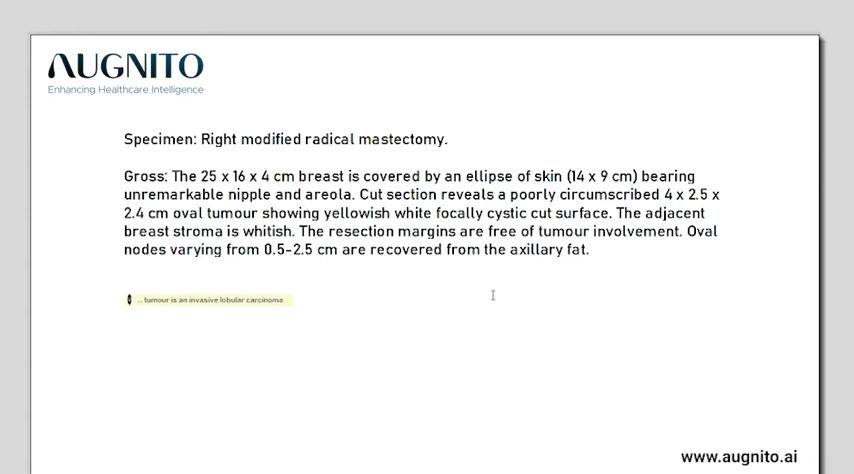 AUGNITO
Enhancing Healthcare Intelligence
Specimen: Right modified radical mastectomy.
Gross: The 25 x 16 x 4 cm breast is covered by an ellipse of skin (14 x 9 cm) bearing
unremarkable nipple and areola. Cut section reveals a poorly circumscribed 4 x 2.5 x
2.4 cm oval tumour showing yellowish white focally cystic cut surface. The adjacent
breast stroma is whitish. The resection margins are free of tumour involvement. Oval
nodes varying from 0.5-2.5 cm are recovered from the axillary fat.
... tumour is an invasive lobular carcinoma
www.augnito.ai